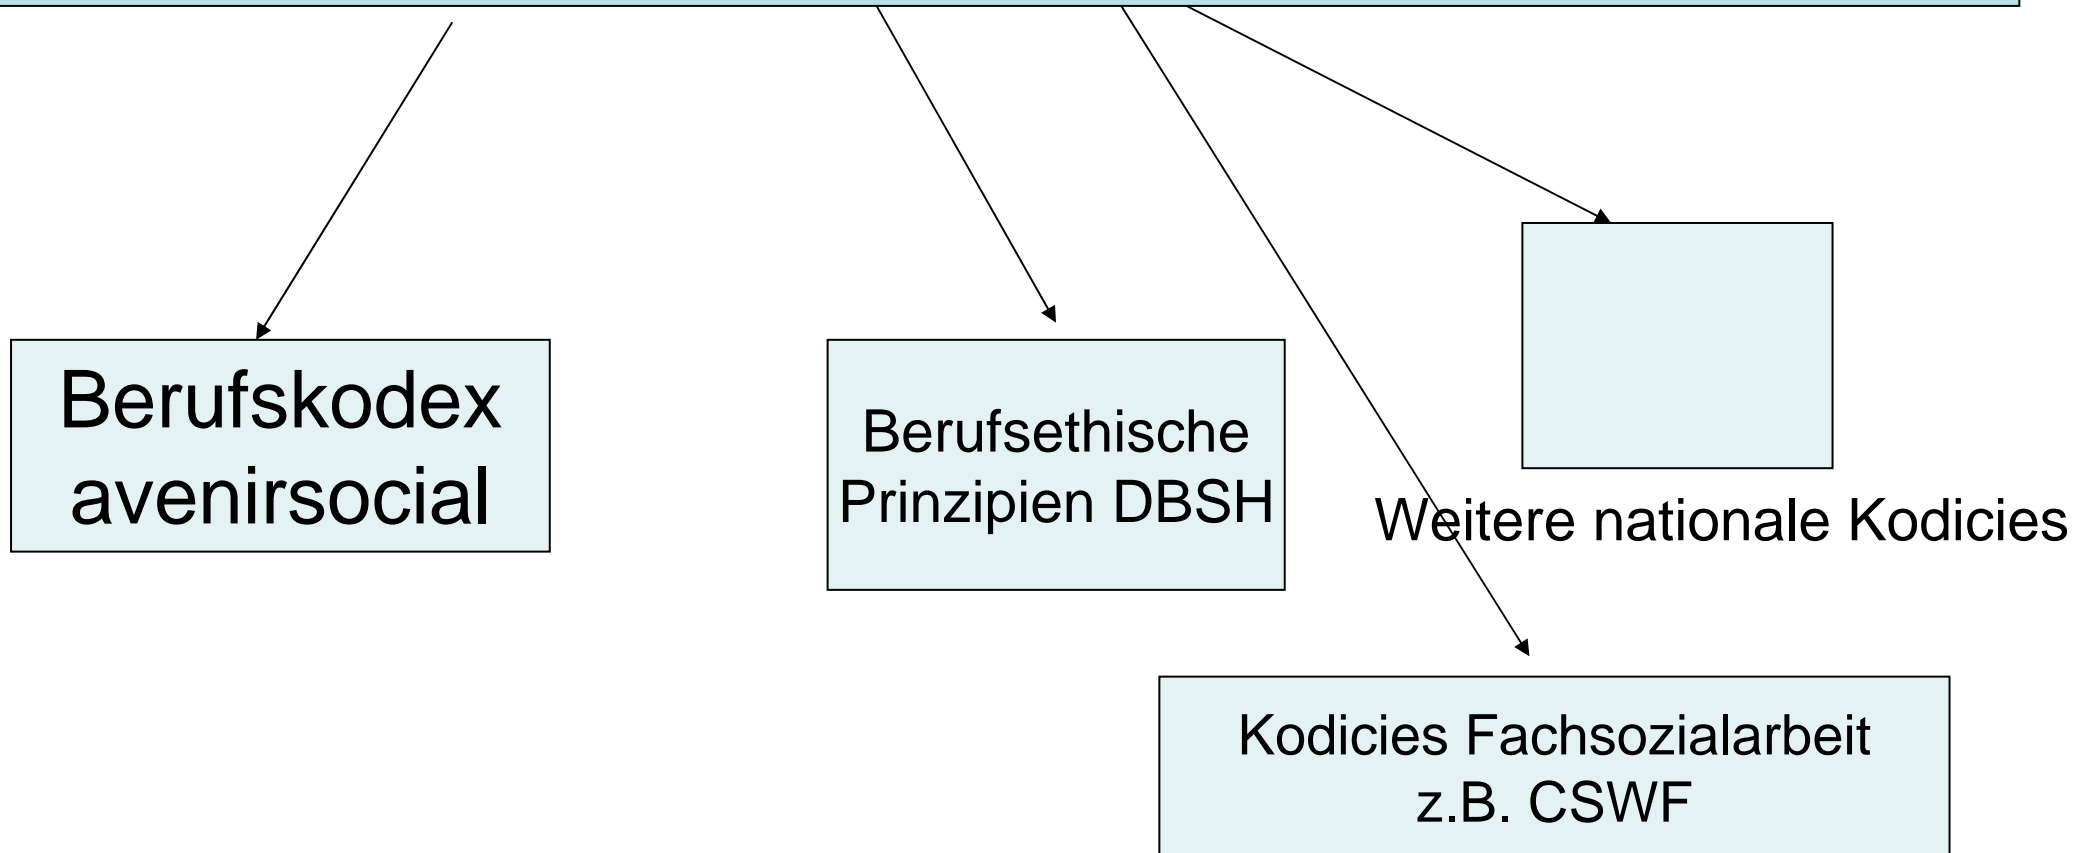 Berufskodex
avenirsocial
Berufsethische
Prinzipien DBSH
Weitere nationale Kodicies
Kodicies Fachsozialarbeit
z.B. CSWF